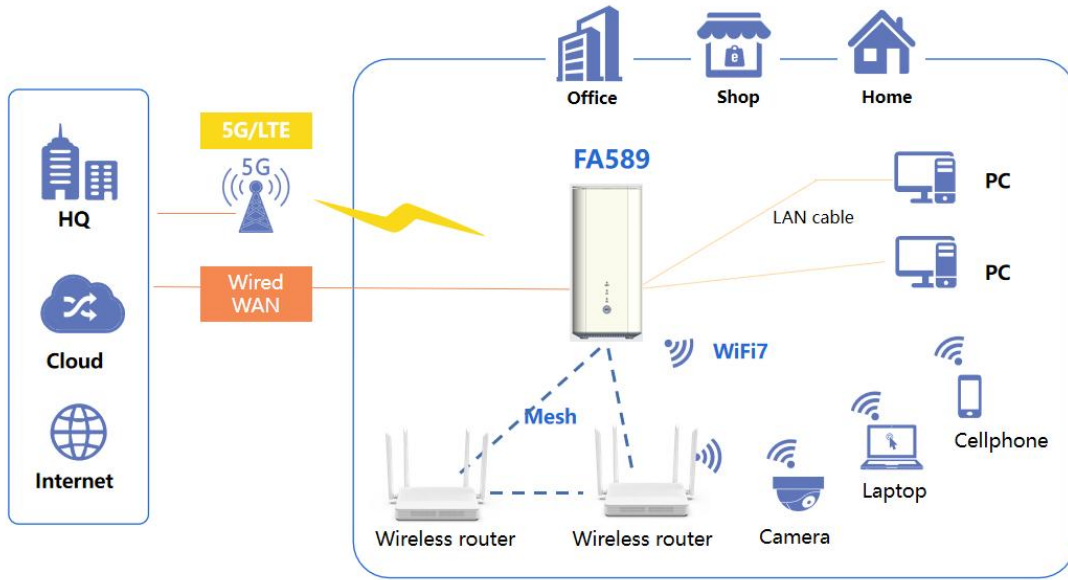 Office
Shop
Home
5G/LTE
5G
FA589
HQ
PC
LAN cable
Wired
WAN
PC
Cloud
WiFi7
Mesh
Internet
Cellphone
Laptop
Wireless router
Wireless router
Camera
e